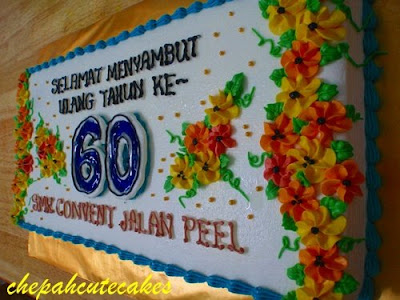 SELAMAT MENYAMBUT
ULANG TAHUN KE~
60
SMK CONVENT JALAN PEEL
chepahcutecakes